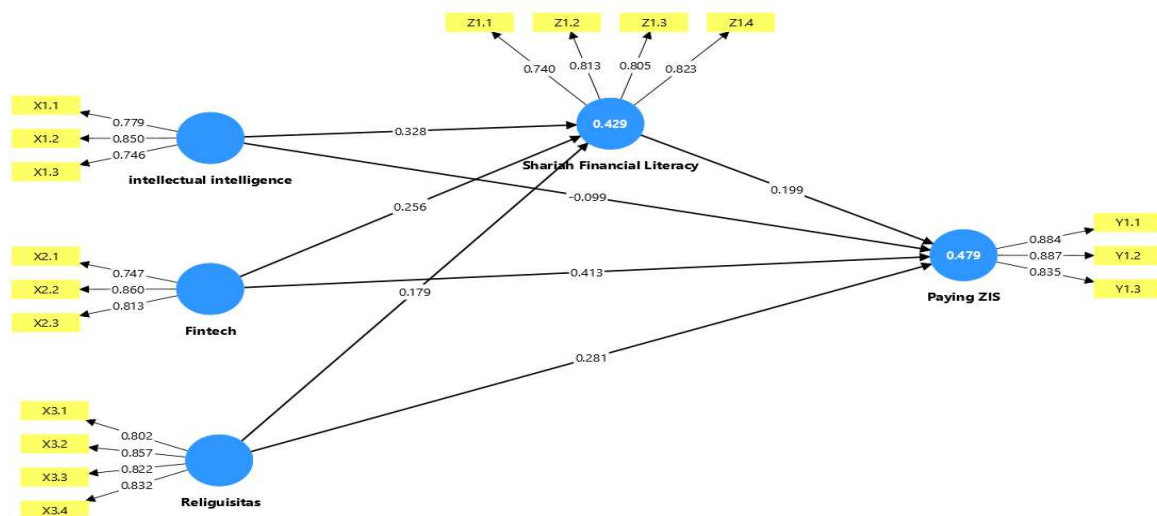 Z1.1
Z1.2
Z1.3
Z1.4
0.740
0.813
0.805
0.823
X1.1
X1.2
X1.3
0.779
0.850
0.746
intellectual intelligence
0.328
0.429
Shariah Financial Literacy
0.256
-0.099
0.199
X2.1
X2.2
X2.3
0.747
0.860
0.813
Fintech
0.179
0.413
0.479
Paying ZIS
0.884
0.887
0.835
Y1.1
Y1.2
Y1.3
0.281
X3.1
X3.2
X3.3
X3.4
0.802
0.857
0.822
0.832
Religuisitas